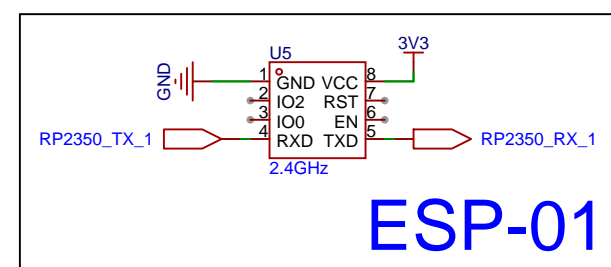 3V3
U5
GND
1 GND VCC 8
2 IO2 RST 7
3 IO0 EN 6
RP2350_TX_1 4 RXD TXD 5 RP2350_RX_1
2.4GHz
ESP-01